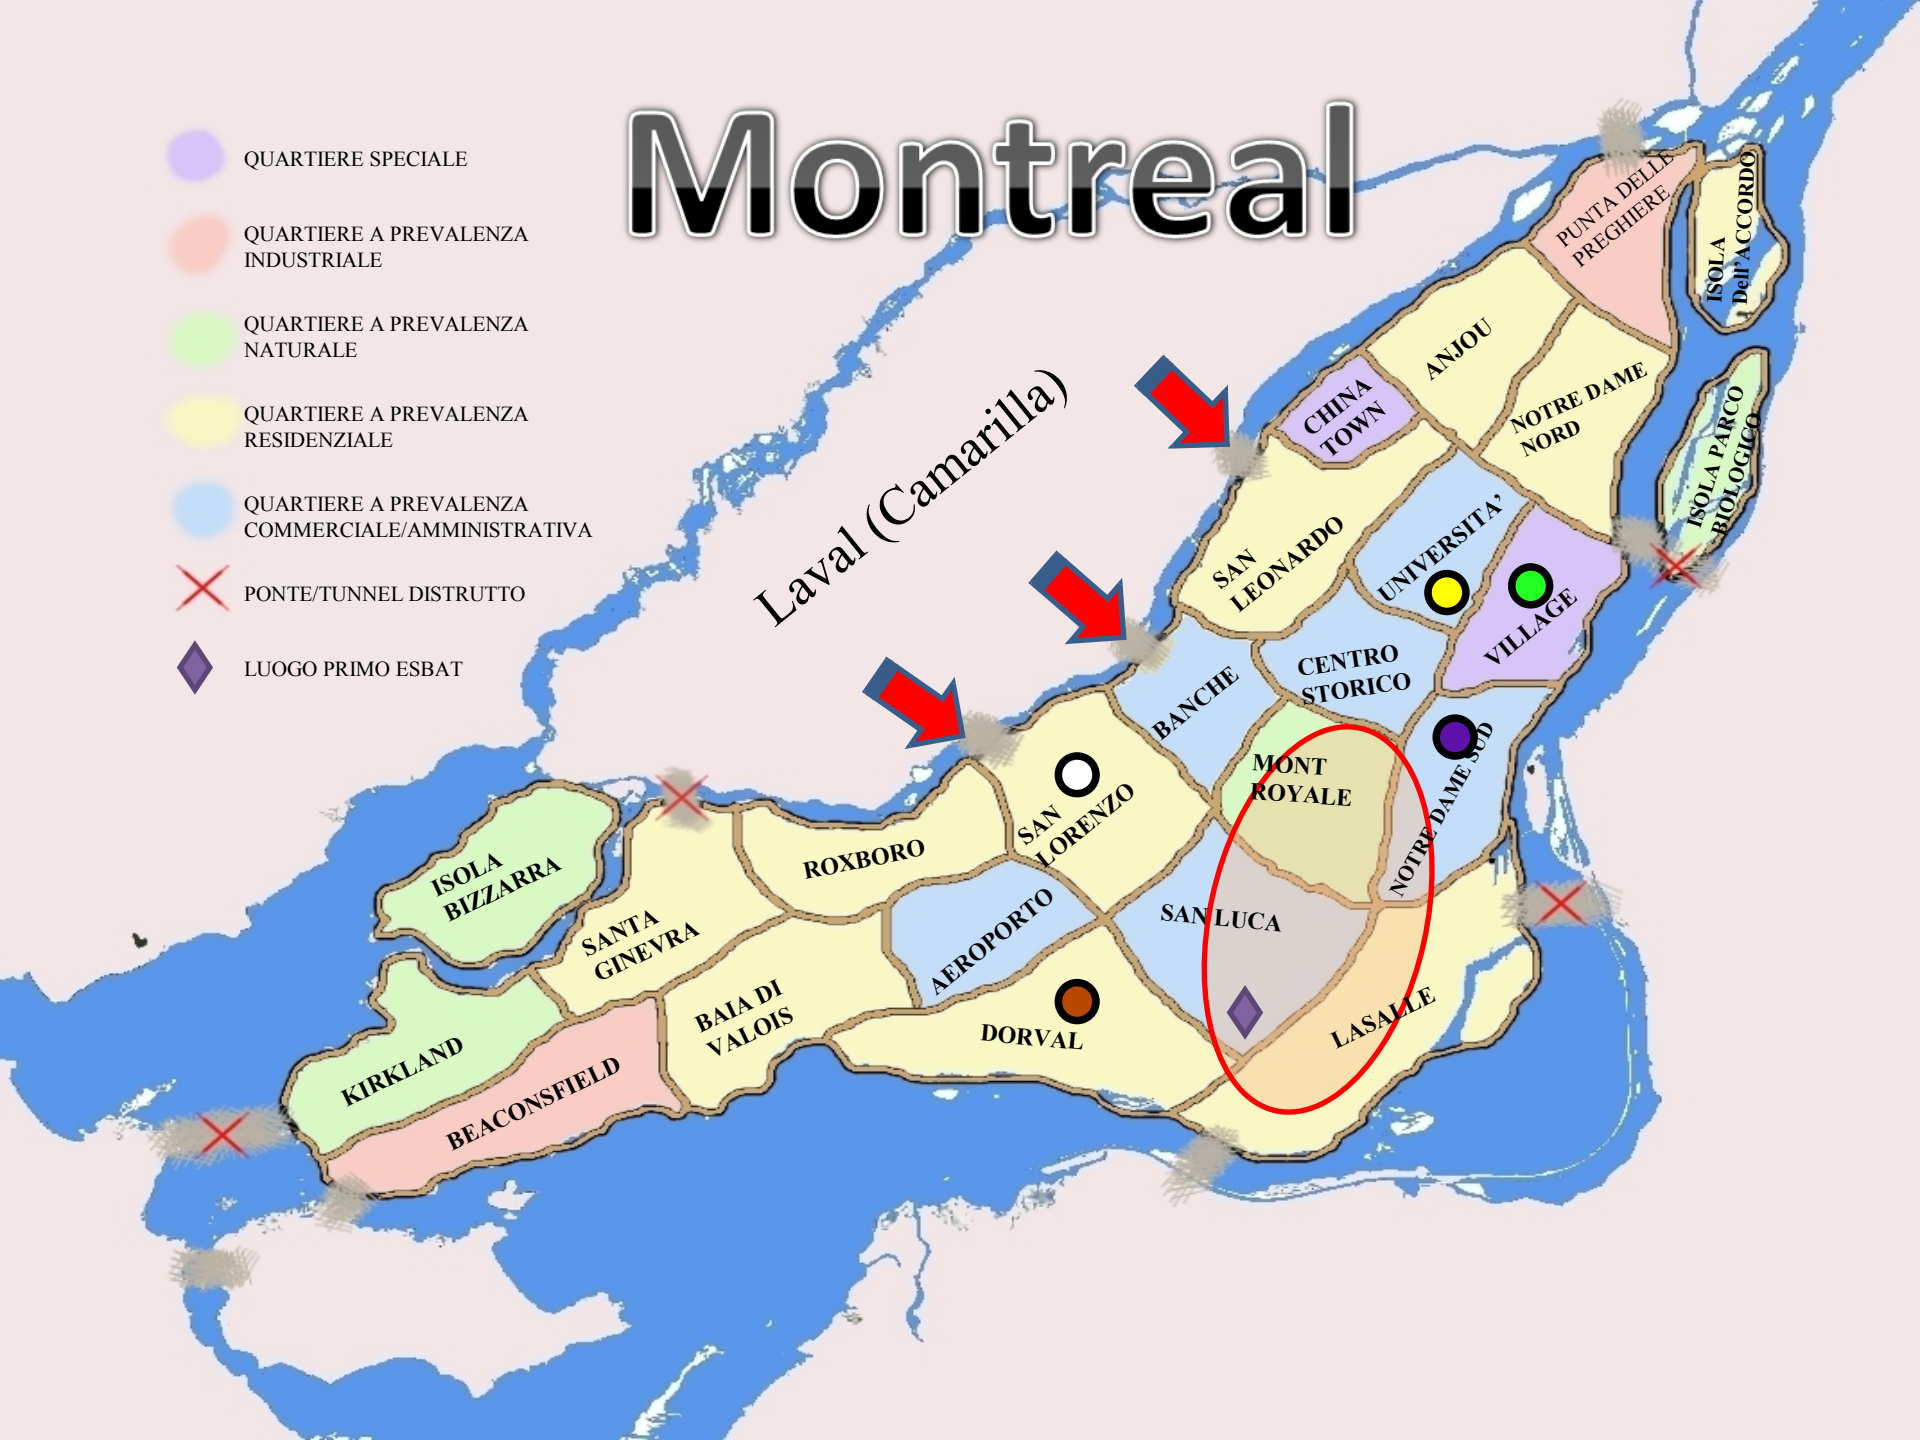 Montreal
QUARTIERE SPECIALE
QUARTIERE A PREVALENZA
INDUSTRIALE
QUARTIERE A PREVALENZA
NATURALE
QUARTIERE A PREVALENZA
RESIDENZIALE
QUARTIERE A PREVALENZA
COMMERCIALE/AMMINISTRATIVA
PONTE/TUNNEL DISTRUTTO
LUOGO PRIMO ESBAT
Laval (Camarilla)
PUNTA DELLE
PREGHIERE
ISOLA
Dell'ACCORDO
ANJOU
CHINA
TOWN
NOTRE DAME
NORD
ISOLA PARCO
BIOLOGICO
SAN
LEONARDO
UNIVERSITA'
VILLAGE
CENTRO
STORICO
BANCHE
MONT
ROYALE
NOTRE DAME SUD
SAN
LORENZO
ROXBORO
ISOLA
BIZZARRA
SANTA
GINEVRA
AEROPORTO
SAN LUCA
BAIA DI
VALOIS
DORVAL
LASALLE
KIRKLAND
BEACONSFIELD